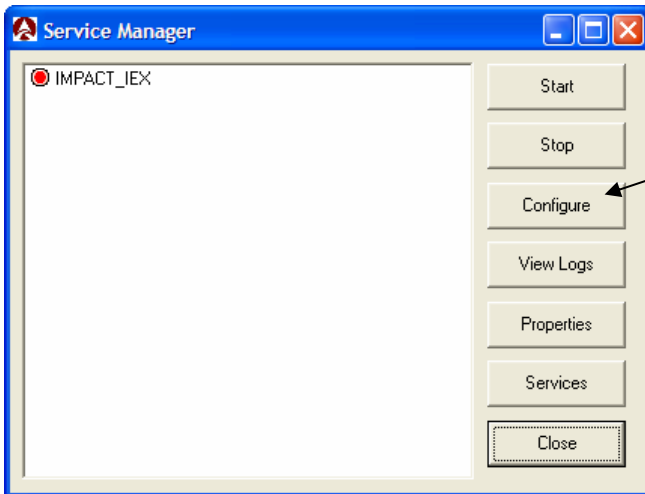 Service Manager
IMPACT_IEX
Start
Stop
Configure
View Logs
Properties
Services
Close